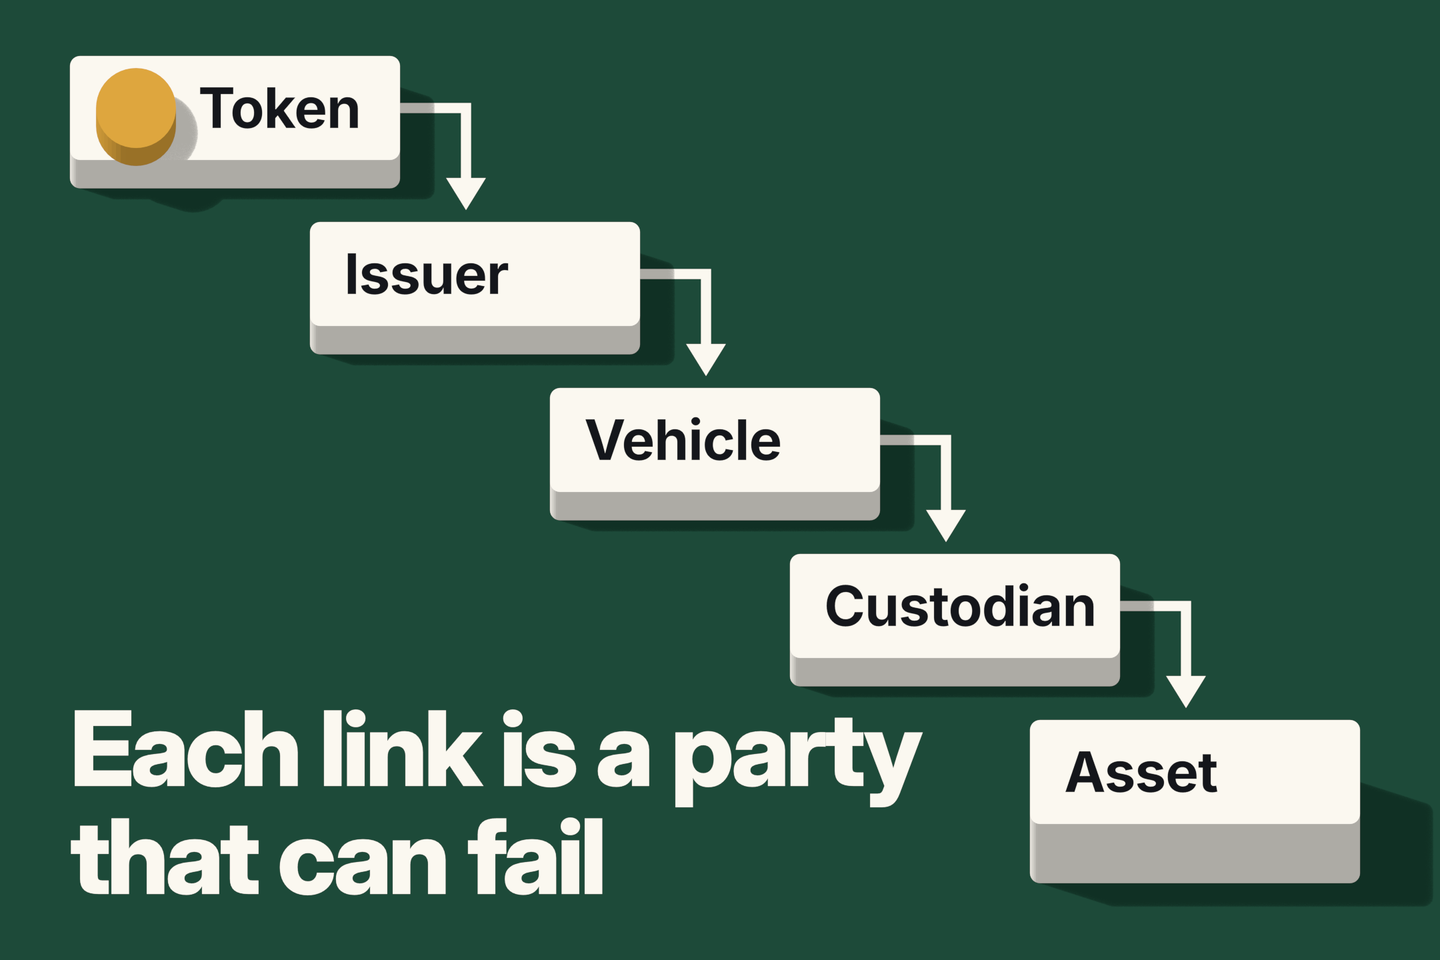 Token
Issuer
Vehicle
Custodian
Asset
Each link is a party
that can fail